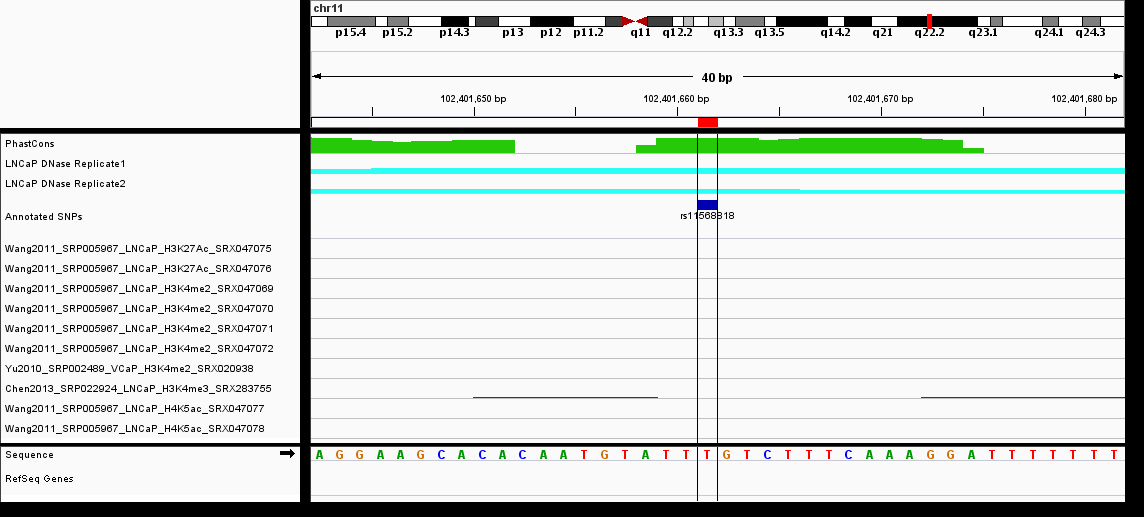 chr11
p15.4 p15.2 p14.3 p13 p12 p11.2 q11 q12.2 q13.3 q13.5 q14.2 q21 q22.2 q23.1 q24.1 q24.3
40 bp
102,401,650 bp 102,401,660 bp 102,401,670 bp 102,401,680 bp
PhastCons
LNCaP DNase Replicate1
LNCaP DNase Replicate2
Annotated SNPs
rs11568818
Wang2011_SRP005967_LNCaP_H3K27Ac_SRX047075
Wang2011_SRP005967_LNCaP_H3K27Ac_SRX047076
Wang2011_SRP005967_LNCaP_H3K4me2_SRX047069
Wang2011_SRP005967_LNCaP_H3K4me2_SRX047070
Wang2011_SRP005967_LNCaP_H3K4me2_SRX047071
Wang2011_SRP005967_LNCaP_H3K4me2_SRX047072
Yu2010_SRP002489_VCaP_H3K4me2_SRX020938
Chen2013_SRP022924_LNCaP_H3K4me3_SRX283755
Wang2011_SRP005967_LNCaP_H4K5ac_SRX047077
Wang2011_SRP005967_LNCaP_H4K5ac_SRX047078
Sequence A G G A A G C A C A C A A T G T A T T T G T C T T T C A A A G G A T T T T T T T
RefSeq Genes